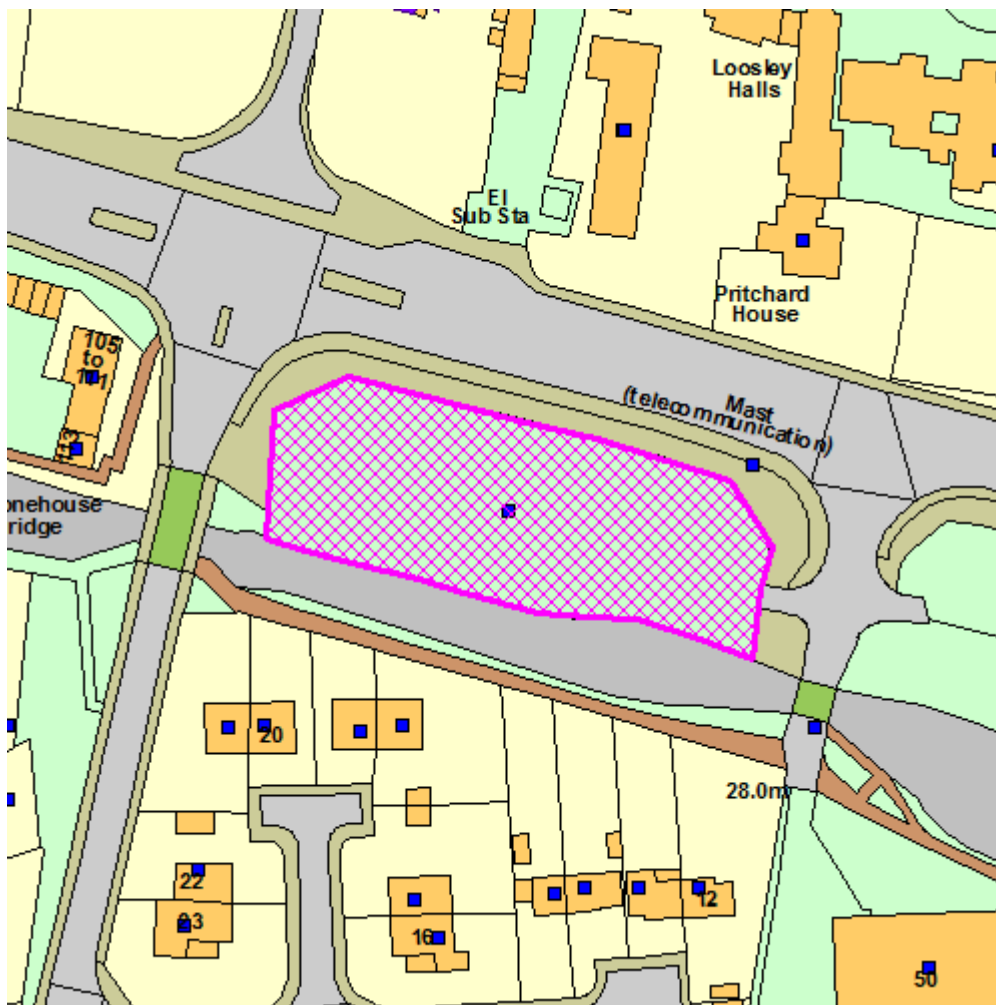 Loosley
Halls
El
Sub Sta
Pritchard
House
105
to
Mast
(telecommunication)
113
onehouse
ridge
20
28.0m
22
12
16
50